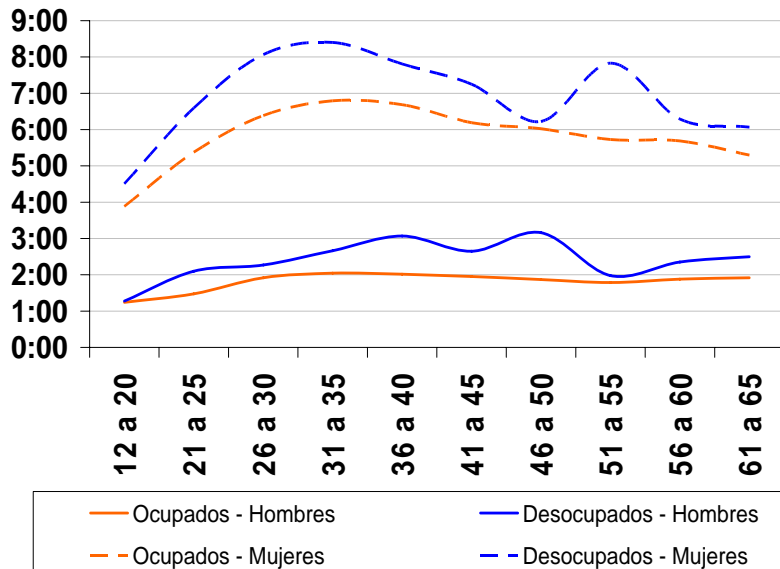 9:00
8:00
7:00
6:00
5:00
4:00
3:00
2:00
1:00
0:00
12 a 20
21 a 25
26 a 30
31 a 35
36 a 40
41 a 45
46 a 50
51 a 55
56 a 60
61 a 65
Ocupados - Hombres
Desocupados - Hombres
Ocupados - Mujeres
Desocupados - Mujeres